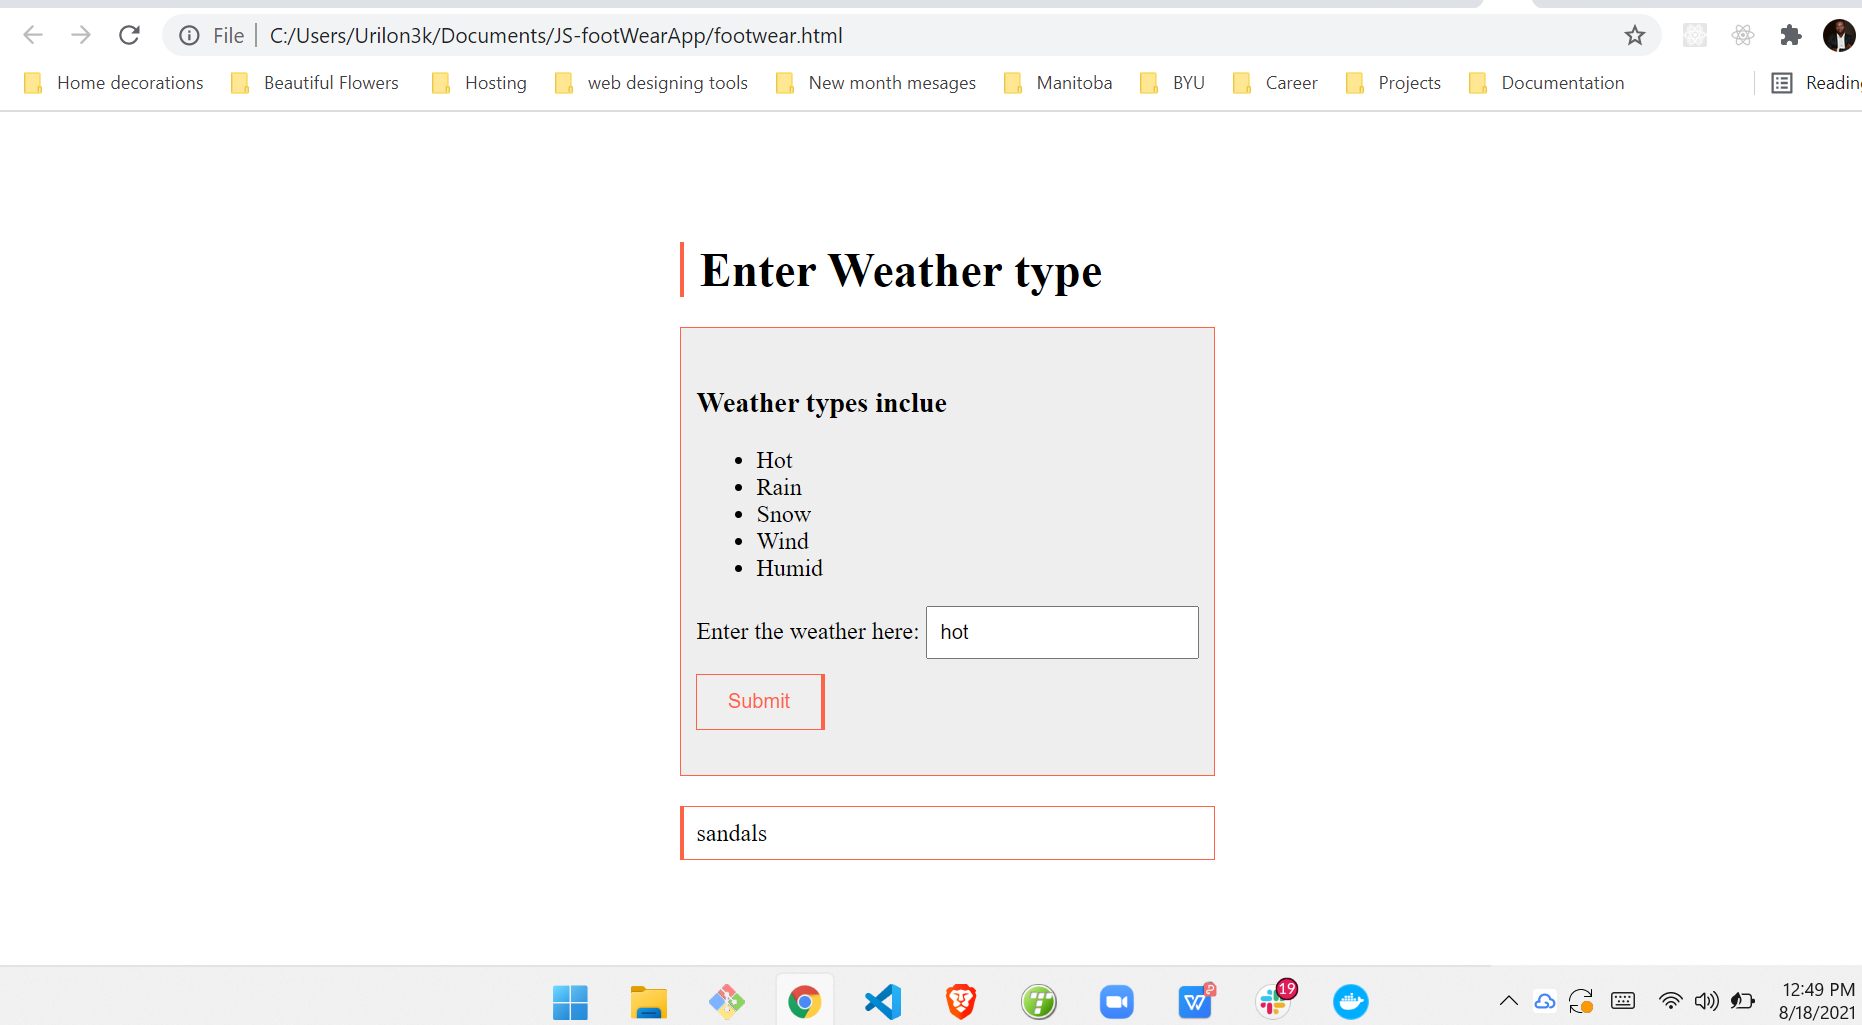 File C:/Users/Urilon3k/Documents/JS-footWearApp/footwear.html
Home decorations Beautiful Flowers Hosting web designing tools New month mesages Manitoba BYU Career Projects Documentation Reading
Enter Weather type
Weather types inclue
Hot
Rain
Snow
Wind
Humid
Enter the weather here: hot
Submit
sandals
19
12:49 PM
8/18/2021